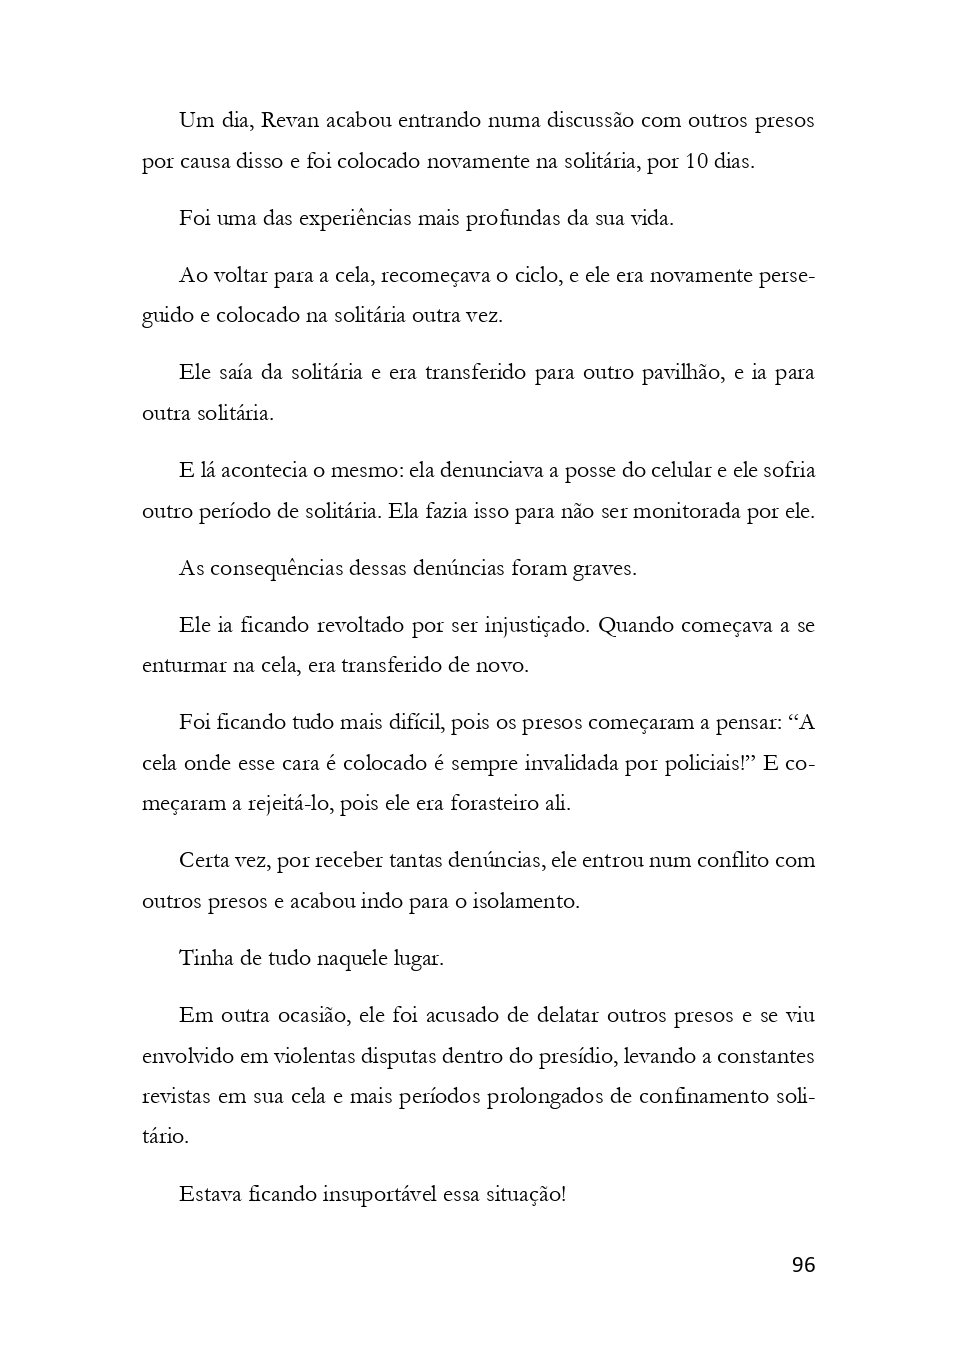 Um dia, Revan acabou entrando numa discussão com outros presos
por causa disso e foi colocado novamente na solitária, por 10 dias.
Foi uma das experiências mais profundas da sua vida.
Ao voltar para a cela, recomeçava o ciclo, e ele era novamente perse-
guido e colocado na solitária outra vez.
Ele saía da solitária e era transferido para outro pavilhão, e ia para
outra solitária.
E lá acontecia o mesmo: ela denunciava a posse do celular e ele sofria
outro período de solitária. Ela fazia isso para não ser monitorada por ele.
As consequências dessas denúncias foram graves.
Ele ia ficando revoltado por ser injustiçado. Quando começava a se
enturmar na cela, era transferido de novo.
Foi ficando tudo mais difícil, pois os presos começaram a pensar: “A
cela onde esse cara é colocado é sempre invalidada por policiais!” E co-
meçaram a rejeitá-lo, pois ele era forasteiro ali.
Certa vez, por receber tantas denúncias, ele entrou num conflito com
outros presos e acabou indo para o isolamento.
Tinha de tudo naquele lugar.
Em outra ocasião, ele foi acusado de delatar outros presos e se viu
envolvido em violentas disputas dentro do presídio, levando a constantes
revistas em sua cela e mais períodos prolongados de confinamento soli-
tário.
Estava ficando insuportável essa situação!
96